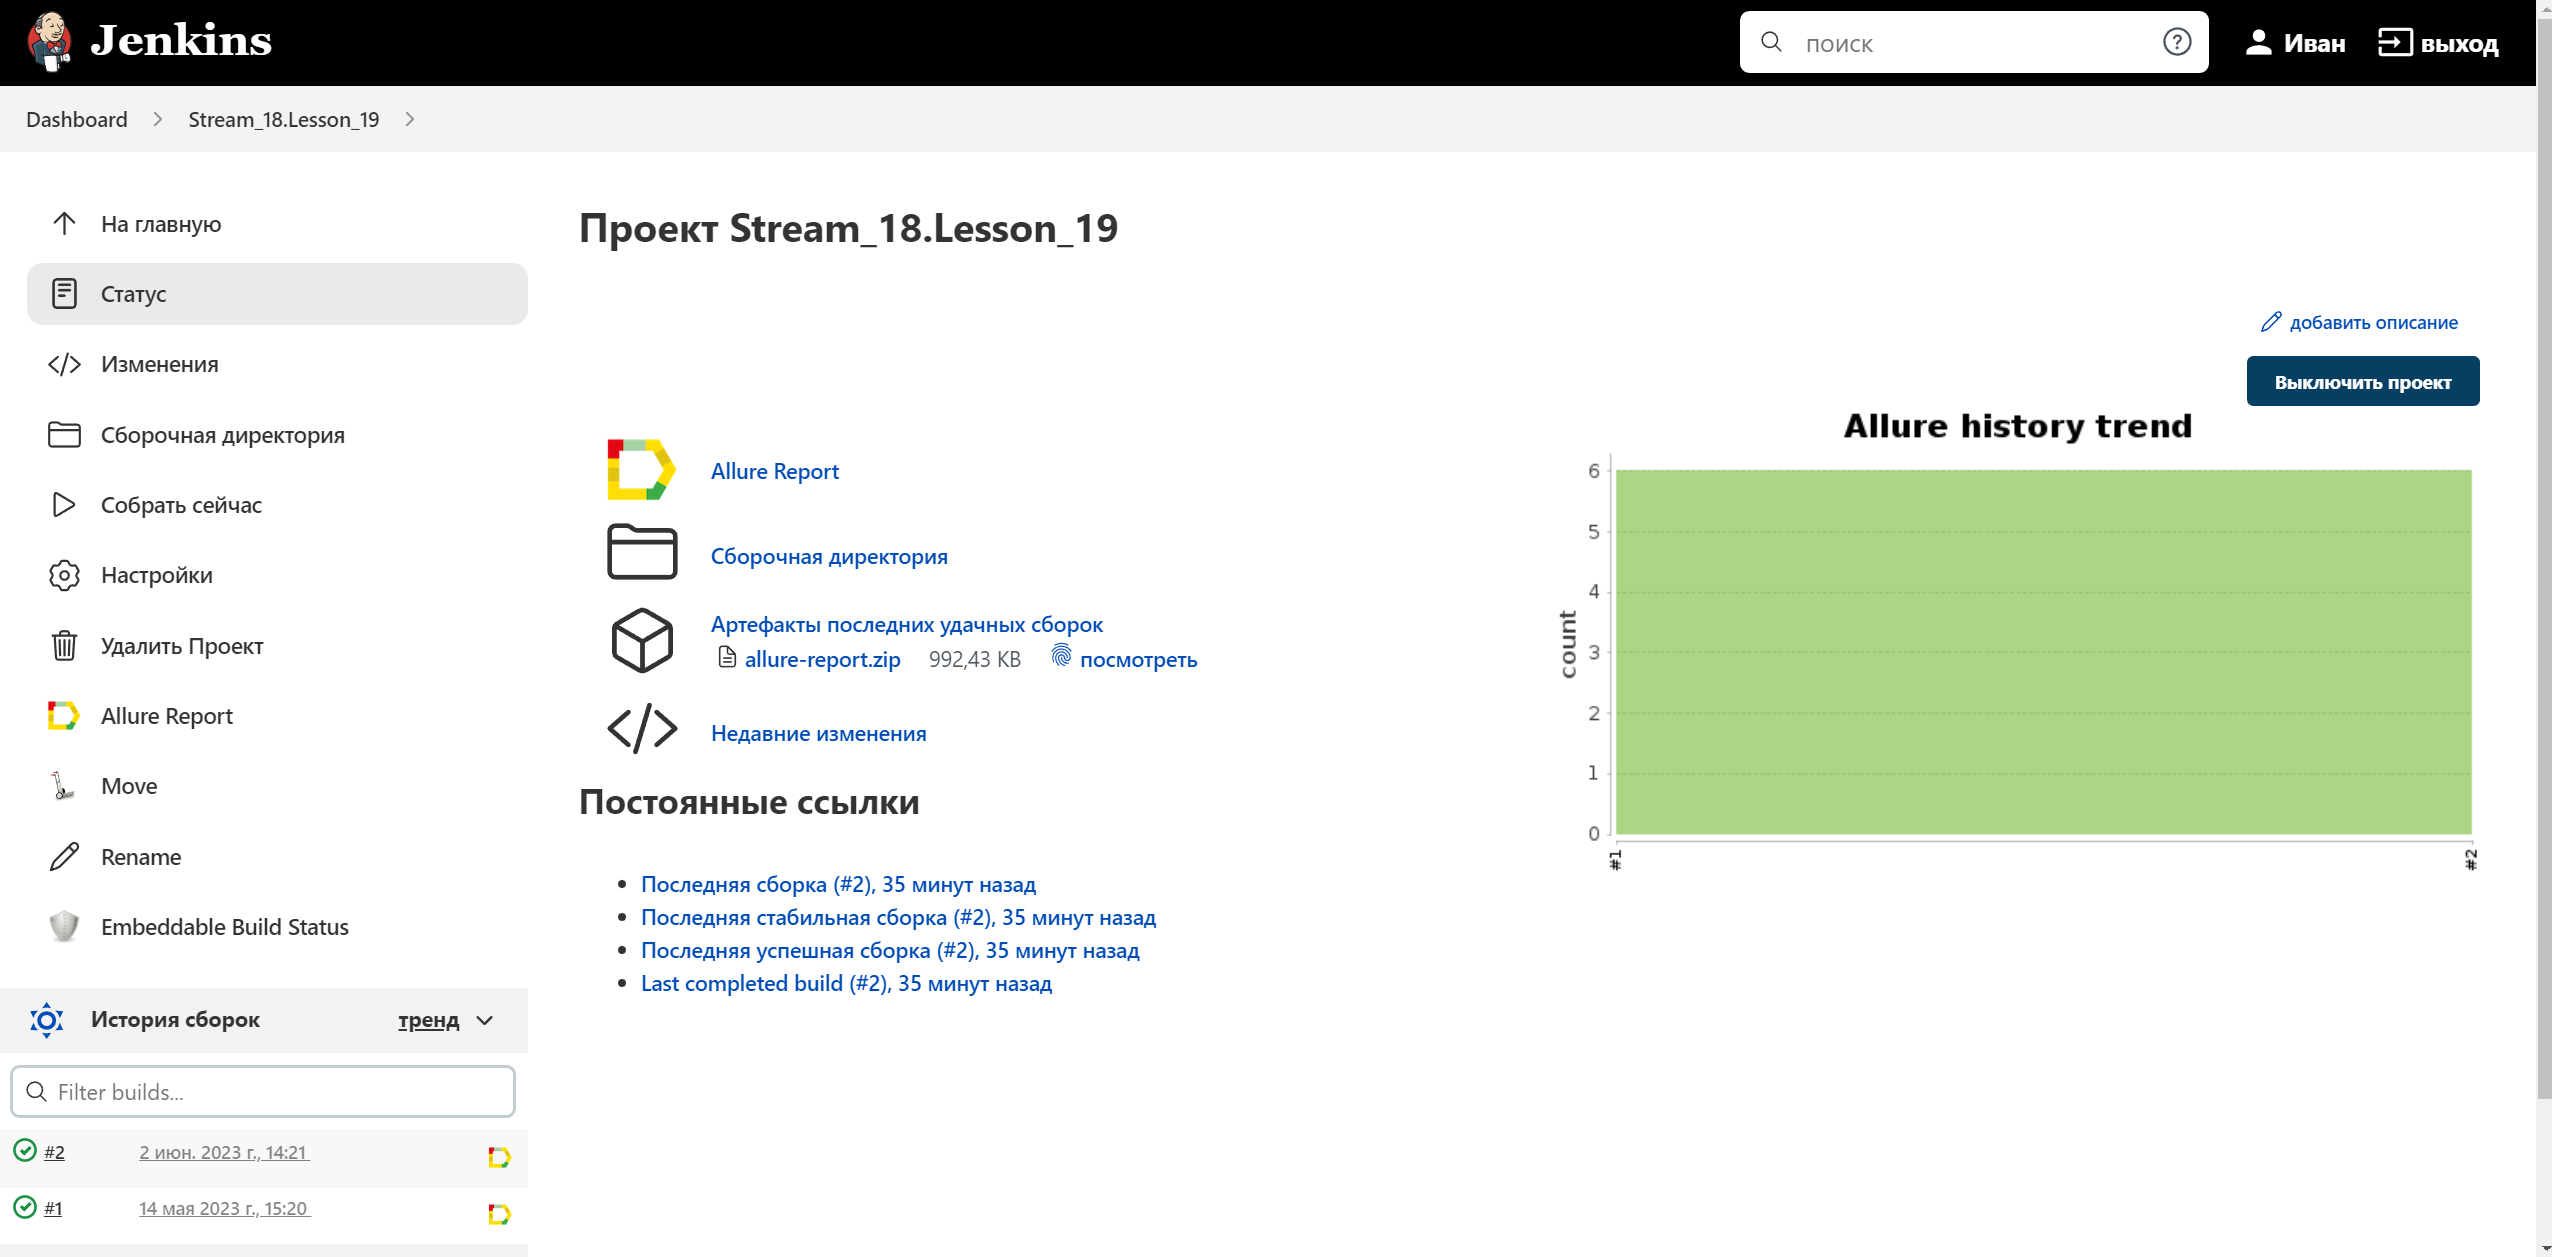 Jenkins
поиск
Иван
выход
Dashboard
Stream_18.Lesson_19
На главную
Статус
Изменения
Сборочная директория
Собрать сейчас
Настройки
Удалить Проект
Allure Report
Move
Rename
Embeddable Build Status
История сборок
тренд
Filter builds...
#2 2 июн. 2023 г., 14:21
#1 14 мая 2023 г., 15:20
Проект Stream_18.Lesson_19
добавить описание
Выключить проект
Allure Report
Сборочная директория
Артефакты последних удачных сборок
allure-report.zip 992,43 KB посмотреть
Недавние изменения
Постоянные ссылки
Последняя сборка (#2), 35 минут назад
Последняя стабильная сборка (#2), 35 минут назад
Последняя успешная сборка (#2), 35 минут назад
Last completed build (#2), 35 минут назад
Allure history trend
count
6
5
4
3
2
1
0
#1
#2